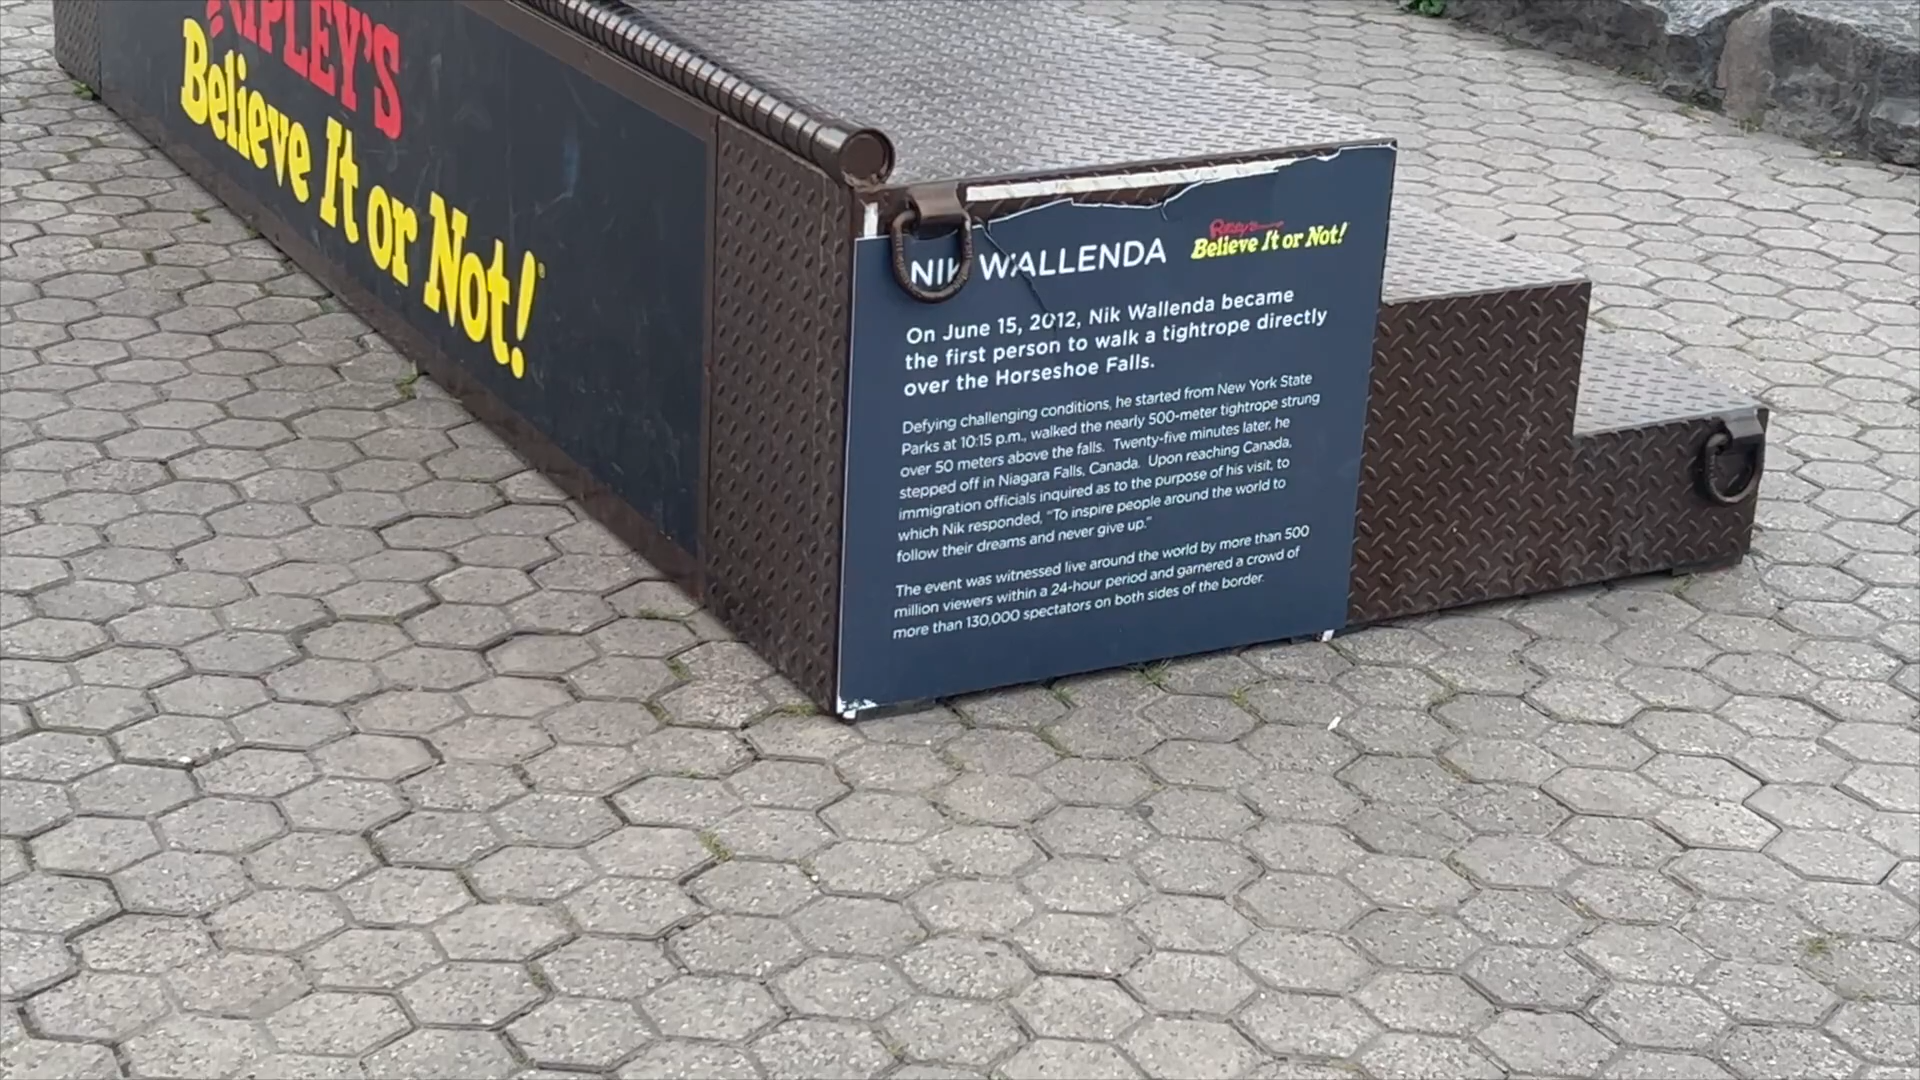 RIPLEY'S
Believe It or Not!
NIK WALLENDA
Ripley's
Believe It or Not!
On June 15, 2012, Nik Wallenda became
the first person to walk a tightrope directly
over the Horseshoe Falls.
Defying challenging conditions, he started from New York State
Parks at 10:15 p.m., walked the nearly 500-meter tightrope strung
over 50 meters above the falls. Twenty-five minutes later, he
stepped off in Niagara Falls, Canada. Upon reaching Canada,
immigration officials inquired as to the purpose of his visit, to
which Nik responded, "To inspire people around the world to
follow their dreams and never give up."
The event was witnessed live around the world by more than 500
million viewers within a 24-hour period and garnered a crowd of
more than 130,000 spectators on both sides of the border.